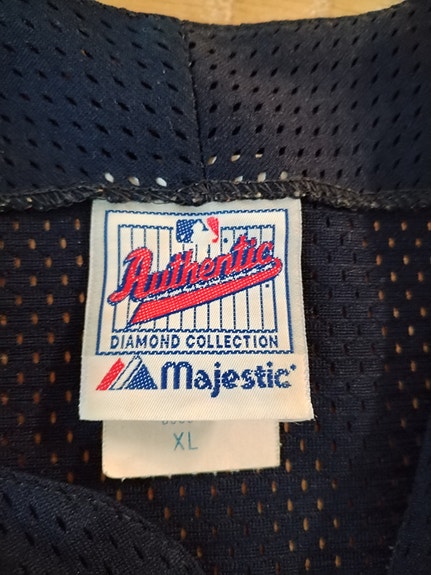 Authentic
DIAMOND COLLECTION
Majestic
XL